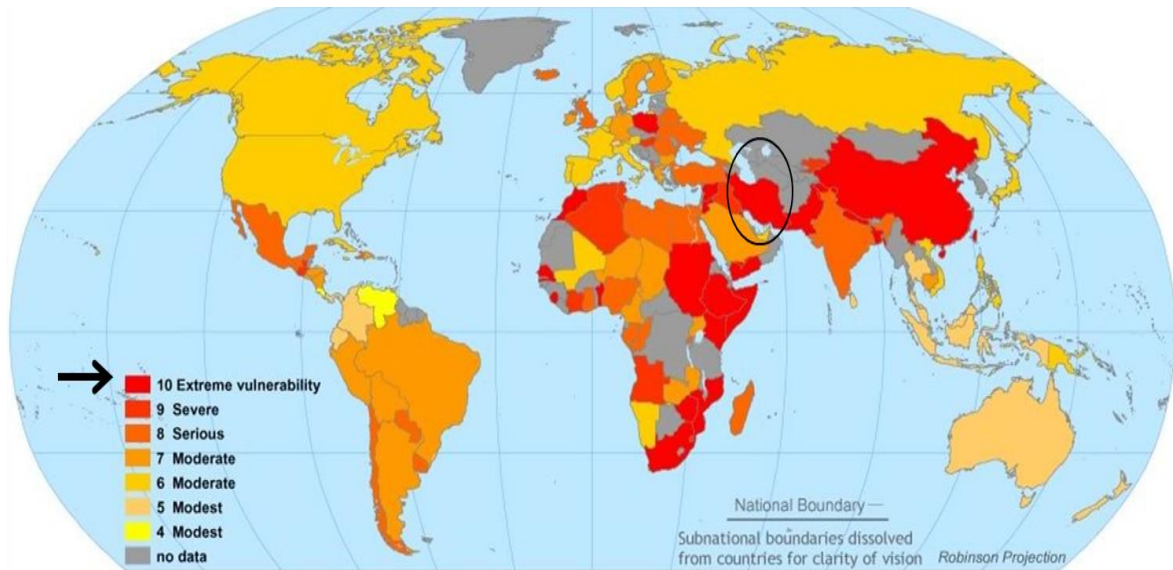 10 Extreme vulnerability
9 Severe
8 Serious
7 Moderate
6 Moderate
5 Modest
4 Modest
no data
National Boundary
Subnational boundaries dissolved
from countries for clarity of vision
Robinson Projection